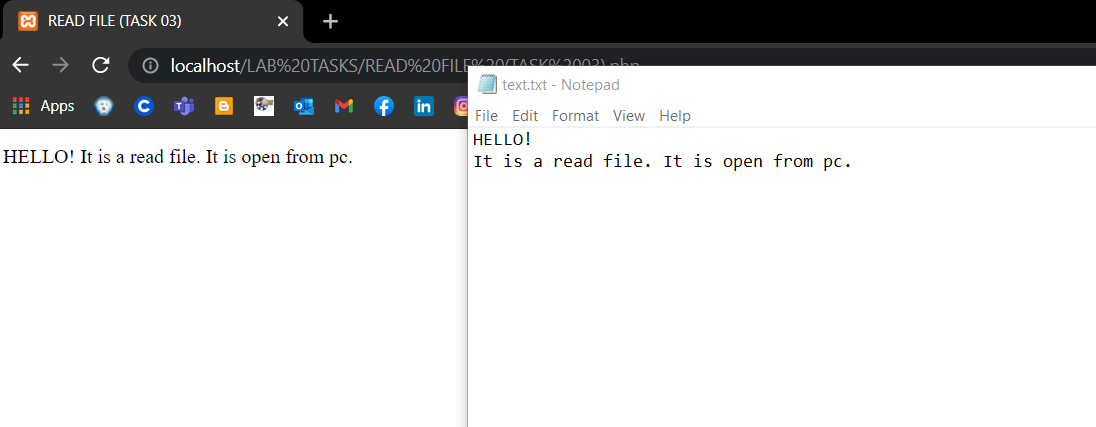 READ FILE (TASK 03)
localhost/LAB%20TASKS/READ%20FILE%20(TASK%2003).php
Apps
HELLO! It is a read file. It is open from pc.
text.txt - Notepad
File Edit Format View Help
HELLO!
It is a read file. It is open from pc.